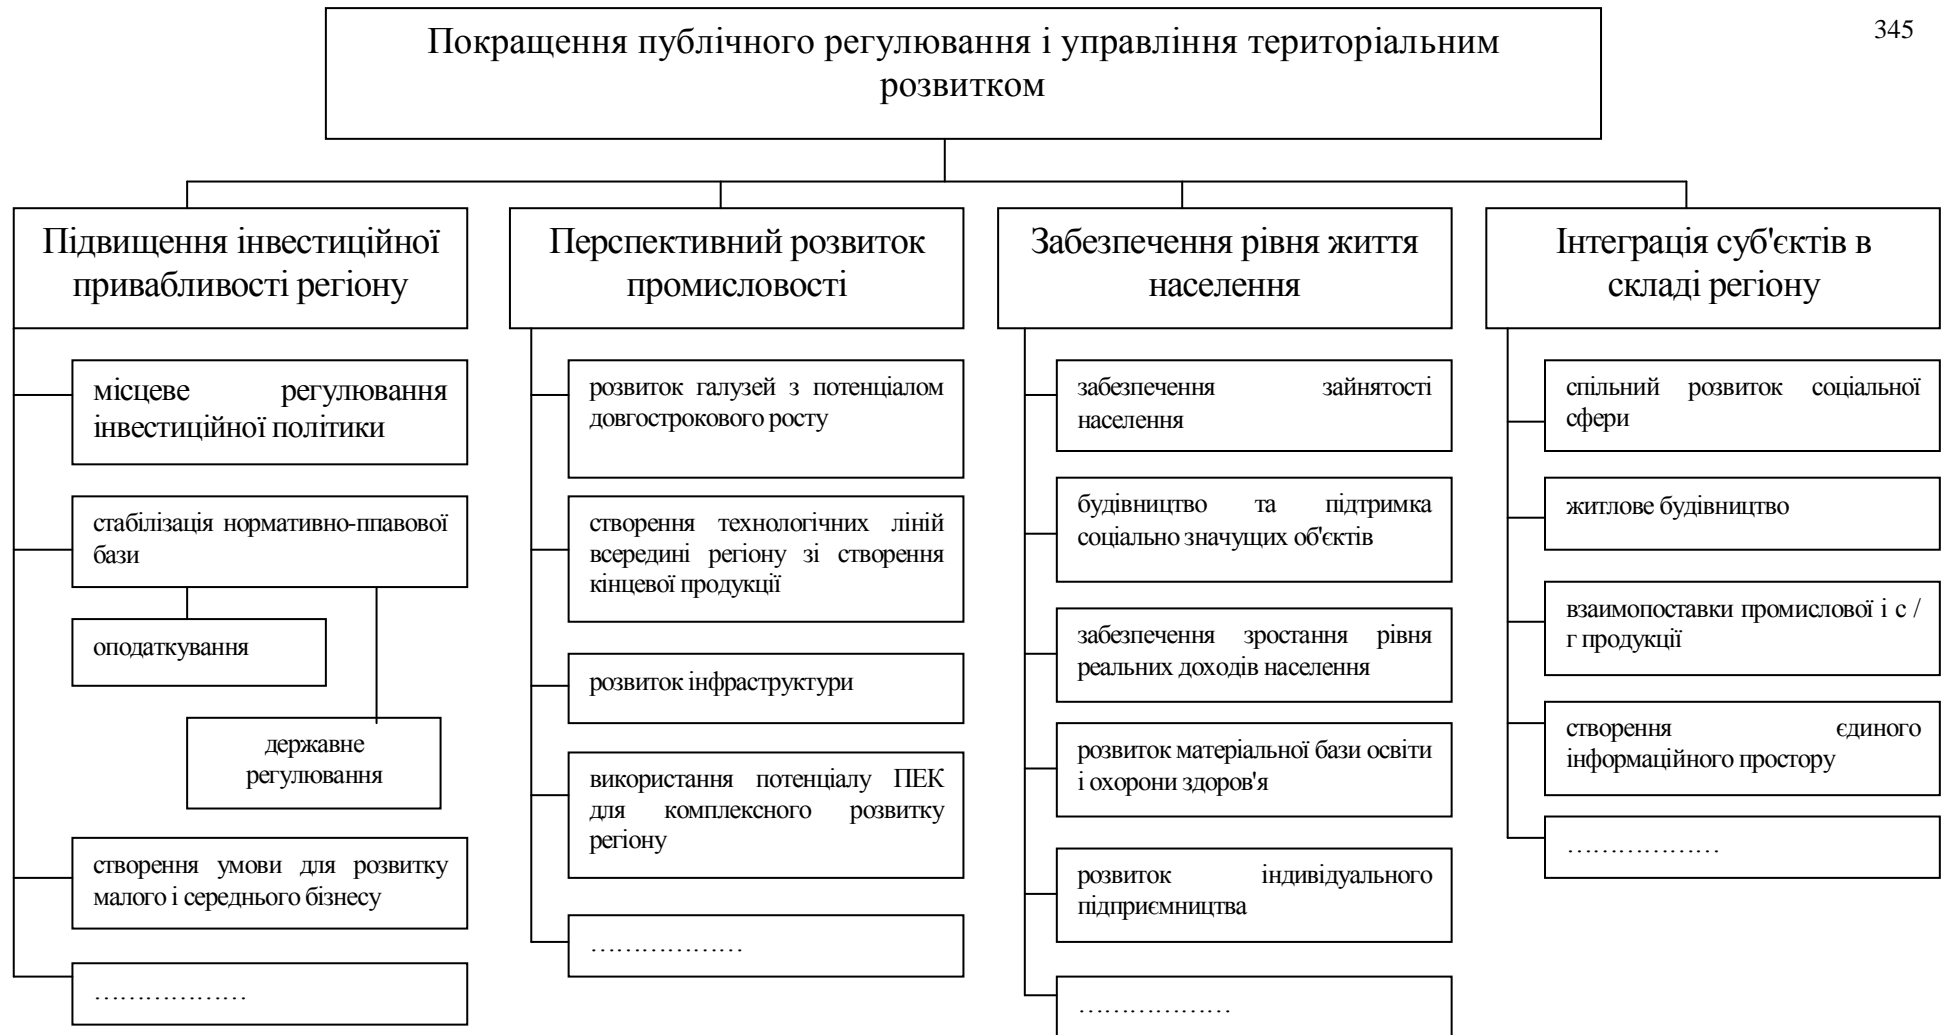 345
Покращення публічного регулювання і управління територіальним
розвитком
Підвищення інвестиційної
привабливості регіону
місцеве регулювання
інвестиційної політики
стабілізація нормативно-ппавової
бази
оподаткування
державне
регулювання
створення умови для розвитку
малого і середнього бізнесу
………………
Перспективний розвиток
промисловості
розвиток галузей з потенціалом
довгострокового росту
створення технологічних ліній
всередині регіону зі створення
кінцевої продукції
розвиток інфраструктури
використання потенціалу ПЕК
для комплексного розвитку
регіону
………………
Забезпечення рівня життя
населення
забезпечення зайнятості
населення
будівництво та підтримка
соціально значущих об'єктів
забезпечення зростання рівня
реальних доходів населення
розвиток матеріальної бази освіти
і охорони здоров'я
розвиток індивідуального
підприємництва
………………
Інтеграція суб'єктів в
складі регіону
спільний розвиток соціальної
сфери
житлове будівництво
взаимопоставки промислової і с /
г продукції
створення єдиного
інформаційного простору
………………